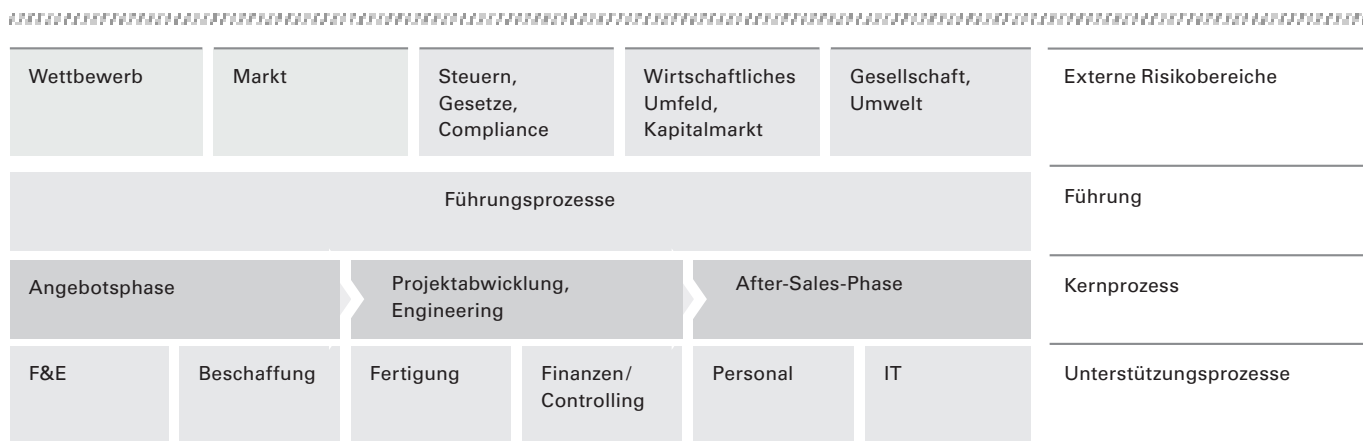 Wettbewerb
Markt
Steuern,
Gesetze,
Compliance
Wirtschaftliches
Umfeld,
Kapitalmarkt
Gesellschaft,
Umwelt
Externe Risikobereiche
Führungsprozesse
Führung
Angebotsphase
Projektabwicklung,
Engineering
After-Sales-Phase
Kernprozess
F&E
Beschaffung
Fertigung
Finanzen/
Controlling
Personal
IT
Unterstützungsprozesse